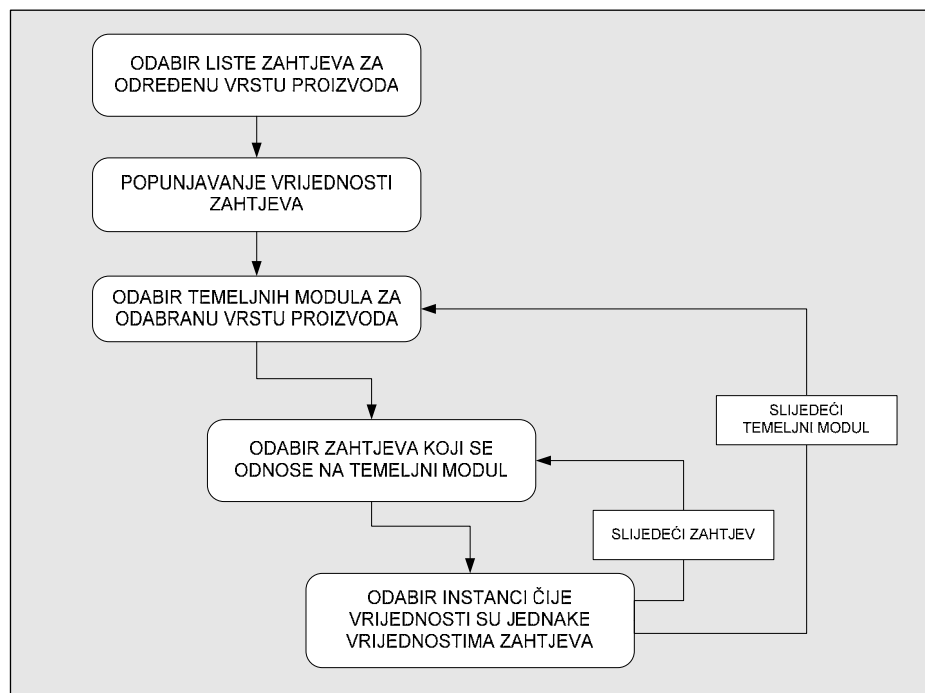 ODABIR LISTE ZAHTJEVA ZA
ODREĐENU VRSTU PROIZVODA
POPUNJAVANJE VRIJEDNOSTI
ZAHTJEVA
ODABIR TEMELJNIH MODULA ZA
ODABRANU VRSTU PROIZVODA
SLIJEDEĆI
TEMELJNI MODUL
ODABIR ZAHTJEVA KOJI SE
ODNOSE NA TEMELJNI MODUL
SLIJEDEĆI ZAHTJEV
ODABIR INSTANCI ČIJE
VRIJEDNOSTI SU JEDNAKE
VRIJEDNOSTIMA ZAHTJEVA